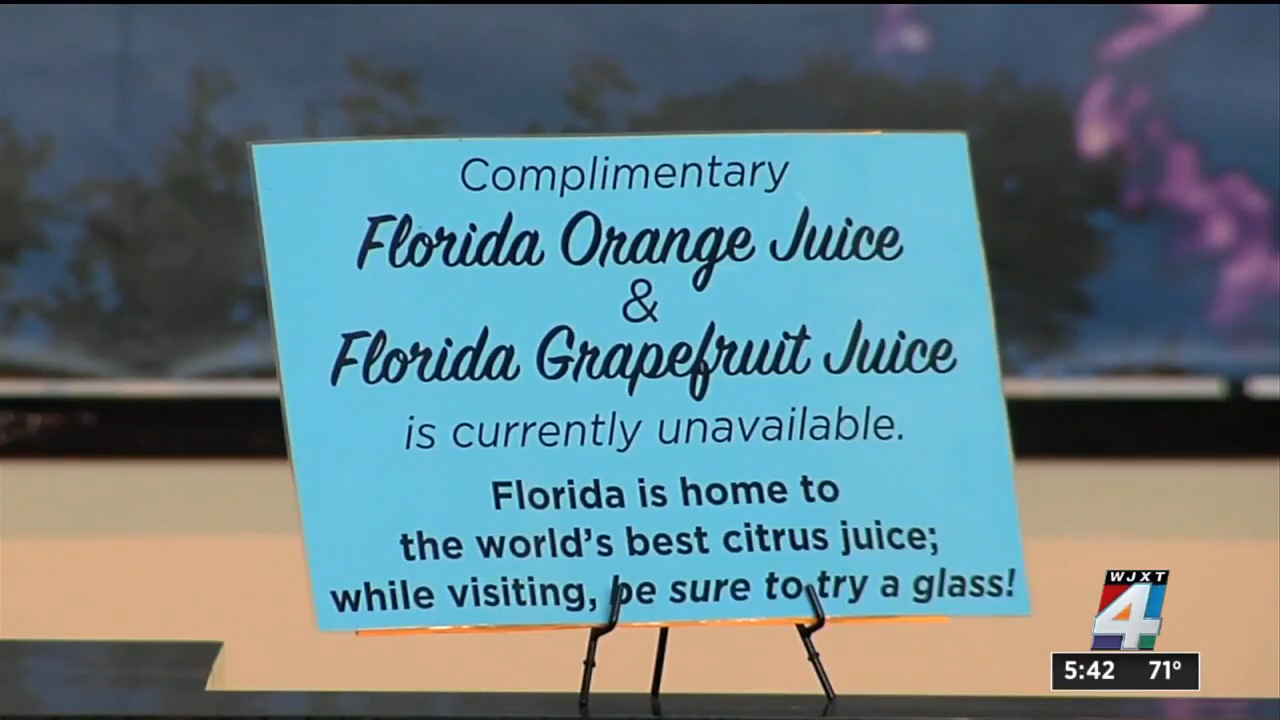 Complimentary
Florida Orange Juice
&
Florida Grapefruit Juice
is currently unavailable.
Florida is home to
the world's best citrus juice;
while visiting, be sure to try a glass!
WJXT
4
5:42 71°